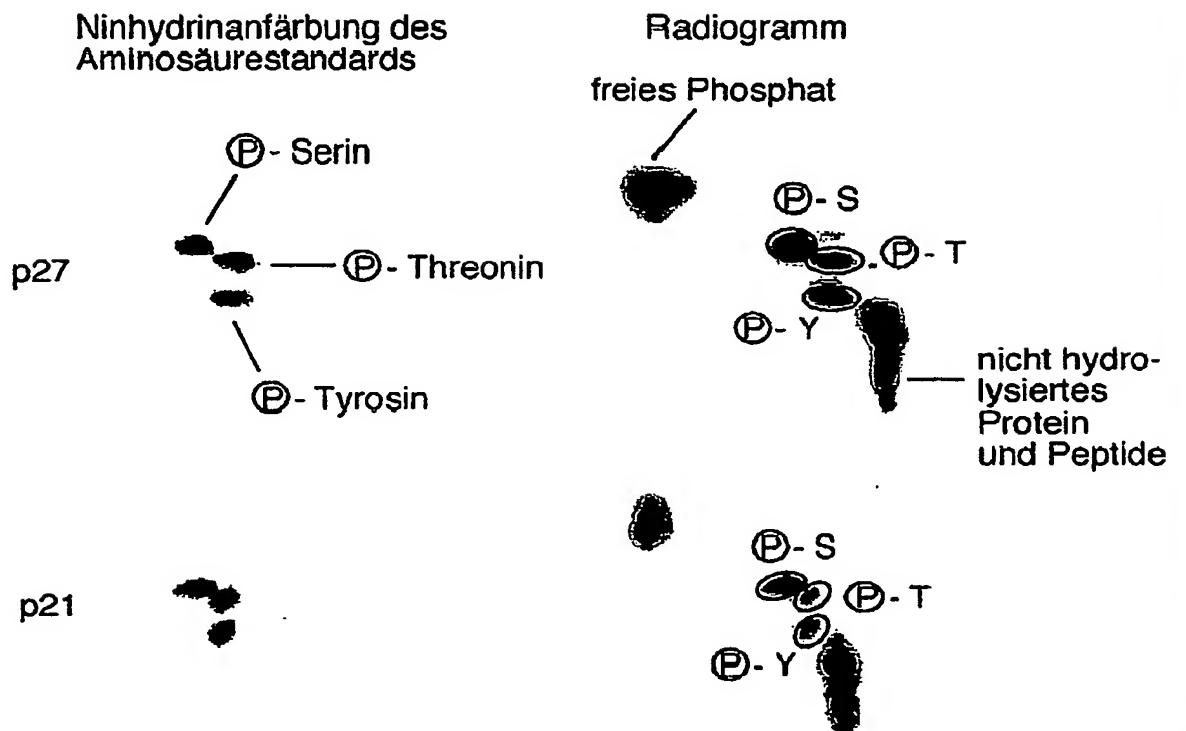 Ninhydrinanfärbung des
Aminosäurestandards
Radiogramm
freies Phosphat
Ⓟ - Serin
Ⓟ - S
p27
Ⓟ - Threonin
Ⓟ - T
Ⓟ - Y
Ⓟ - Tyrosin
nicht hydro-
lysiertes
Protein
und Peptide
Ⓟ - S
p21
Ⓟ - T
Ⓟ - Y